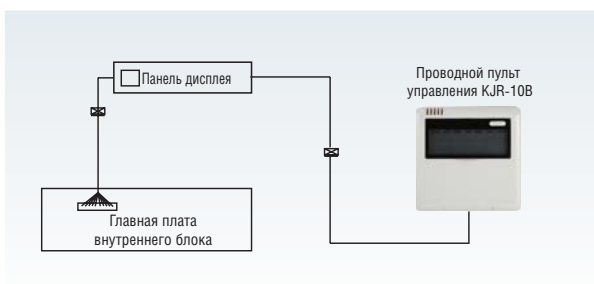 Панель дисплея
Проводной пульт
управления KJR-10B
Главная плата
внутреннего блока